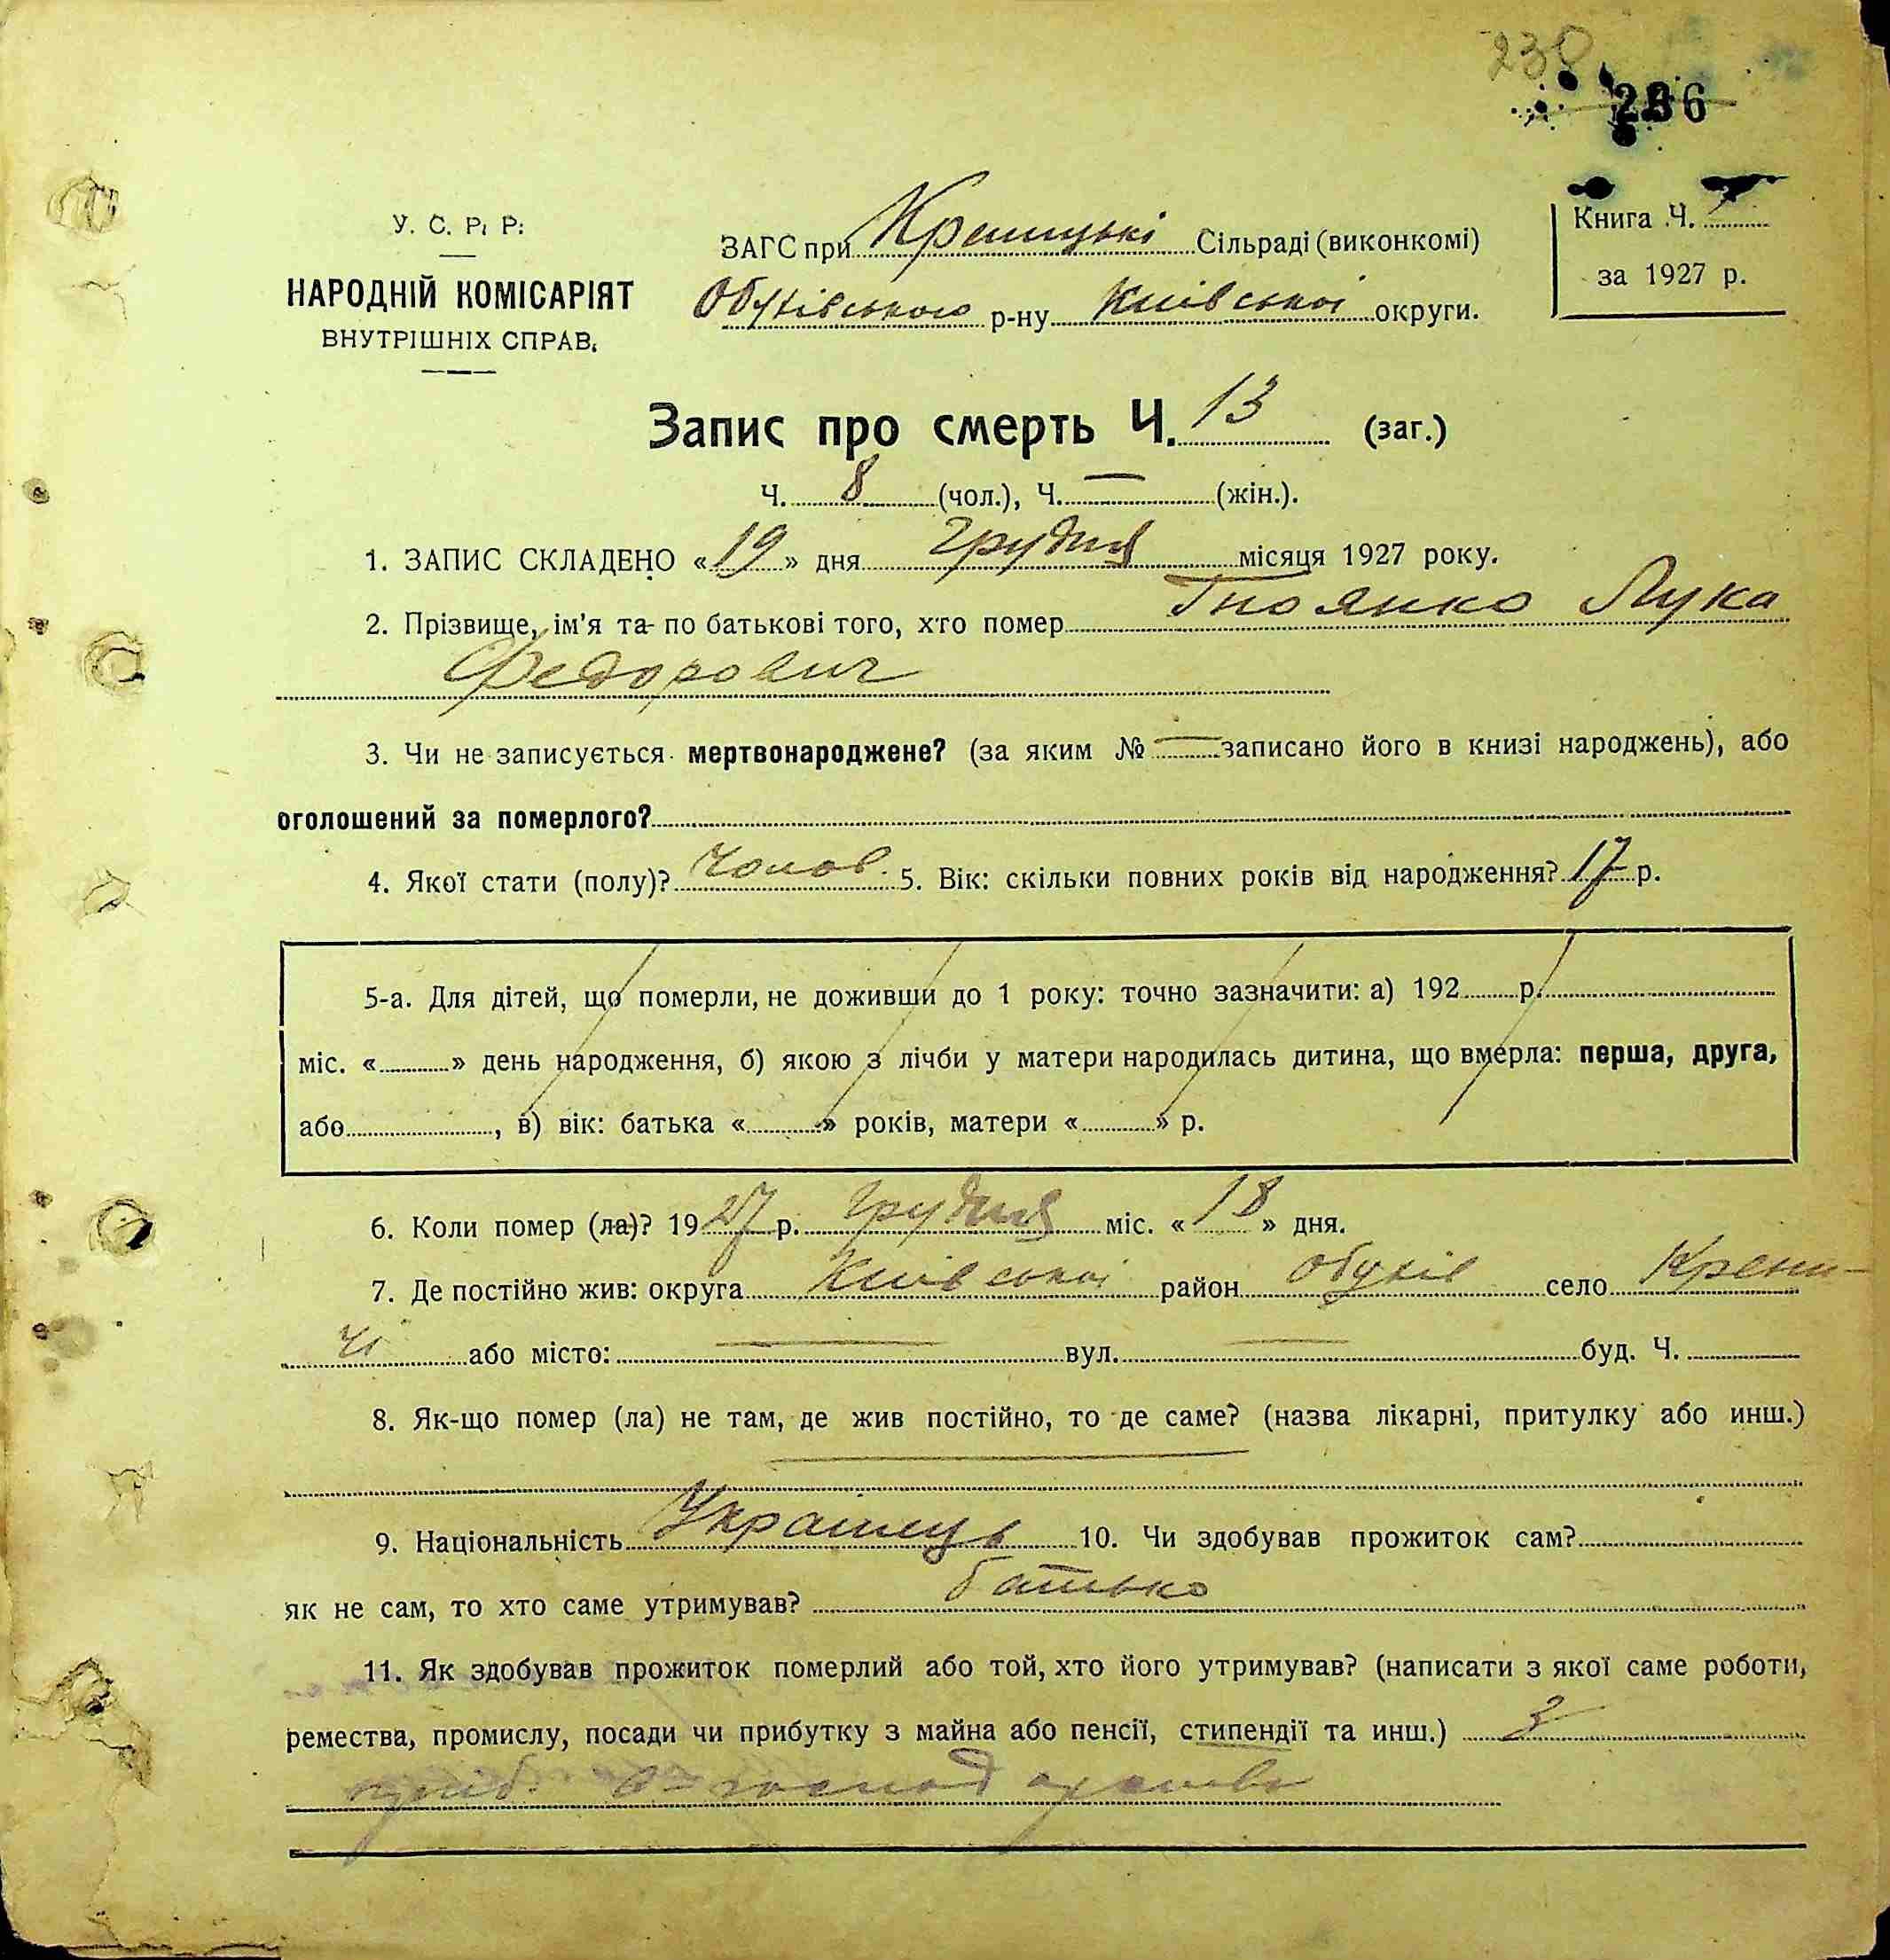 236
У. С. Р. Р.
НАРОДНІЙ КОМІСАРІЯТ
ВНУТРІШНІХ СПРАВ.
ЗАГС при Креницькі Сільраді (виконкомі)
Обухівського р-ну Київської округи.
Книга Ч.
за 1927 р.
Запис про смерть Ч. 13 (заг.)
Ч. 8 (чол.), Ч. — (жін.).
1. ЗАПИС СКЛАДЕНО «19» дня Грудня місяця 1927 року.
2. Прізвище, ім'я та по батькові того, хто помер Гноянко Лука
Федорович
3. Чи не записується мертвонароджене? (за яким № — записано його в книзі народжень), або
оголошений за померлого?
4. Якої стати (полу)? Чолов. 5. Вік: скільки повних років від народження? 17 р.
5-а. Для дітей, що померли, не доживши до 1 року: точно зазначити: а) 192 р.
міс. « » день народження, б) якою з лічби у матери народилась дитина, що вмерла: перша, друга,
або , в) вік: батька « » років, матери « » р.
6. Коли помер (ла)? 1927 р. Грудня міс. «18» дня.
7. Де постійно жив: округа Київської район Обухів село Крени-
чі або місто: — вул. — буд. Ч.
8. Як-що помер (ла) не там, де жив постійно, то де саме? (назва лікарні, притулку або инш.)
9. Національність Українець 10. Чи здобував прожиток сам?
як не сам, то хто саме утримував? батько
11. Як здобував прожиток померлий або той, хто його утримував? (написати з якої саме роботи,
ремества, промислу, посади чи прибутку з майна або пенсії, стипендії та инш.) З